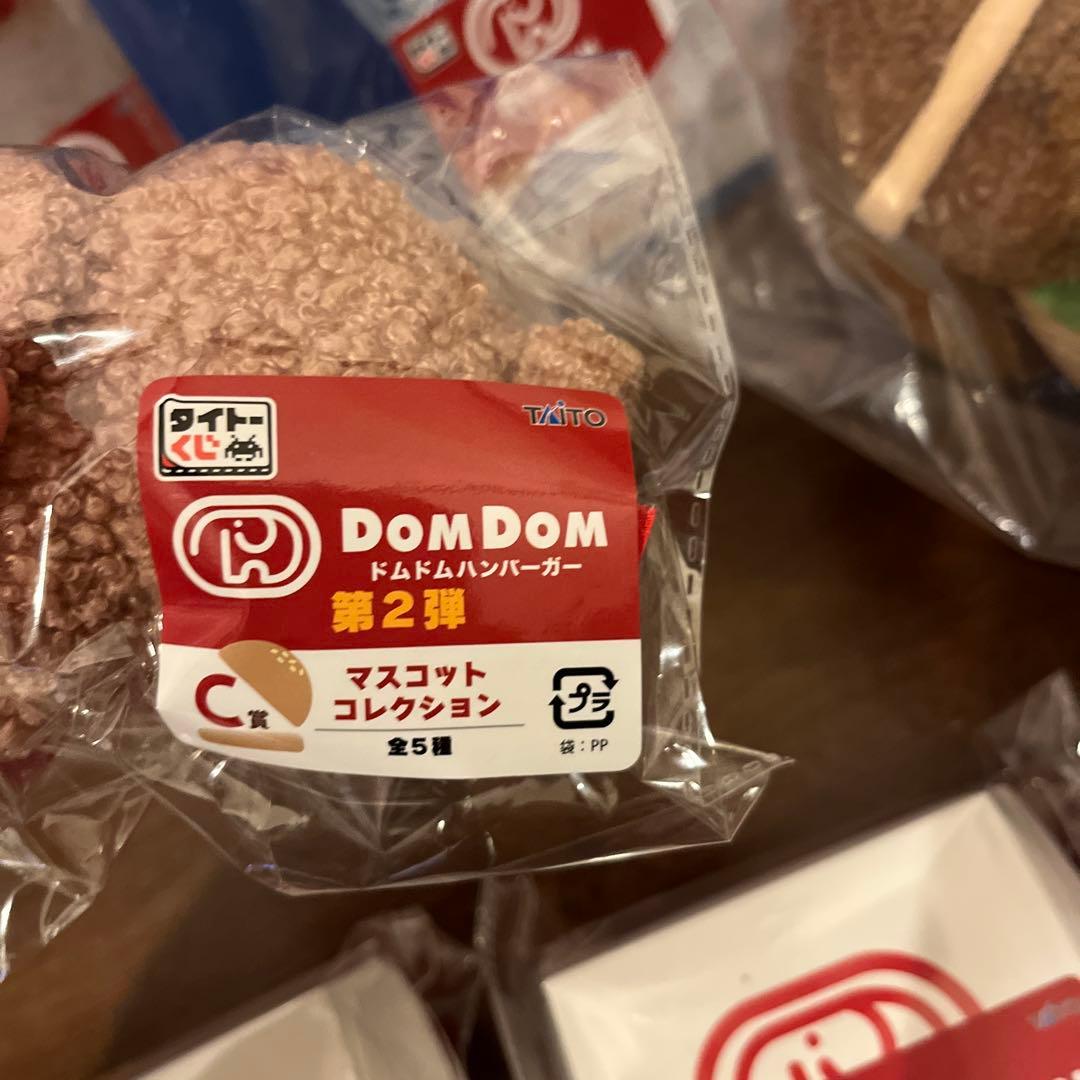 タイトー
くじ
TAITO
DOM DOM
ドムドムハンバーガー
第2弾
C賞
マスコット
コレクション
全5種
プラ
袋：PP